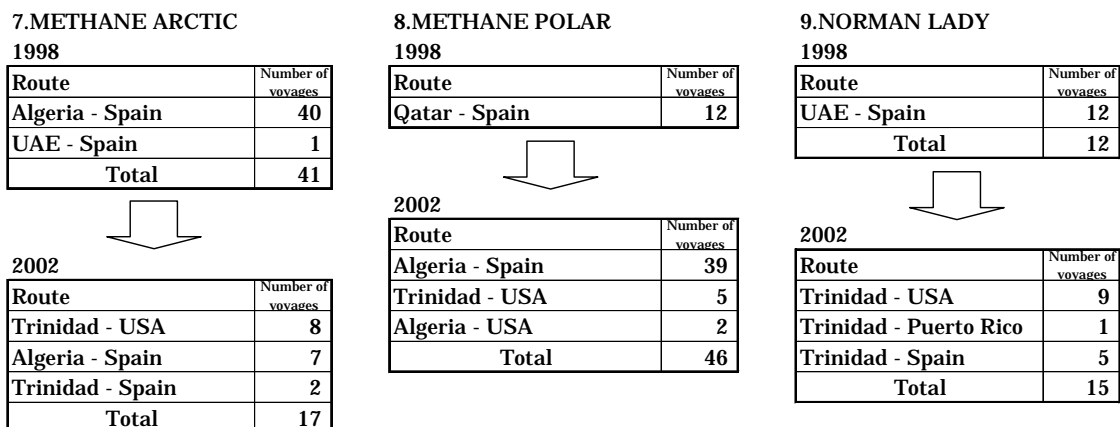 7.METHANE ARCTIC
1998
Route Number of voyages
Algeria - Spain 40
UAE - Spain 1
Total 41
2002
Route Number of voyages
Trinidad - USA 8
Algeria - Spain 7
Trinidad - Spain 2
Total 17
8.METHANE POLAR
1998
Route Number of voyages
Qatar - Spain 12
2002
Route Number of voyages
Algeria - Spain 39
Trinidad - USA 5
Algeria - USA 2
Total 46
9.NORMAN LADY
1998
Route Number of voyages
UAE - Spain 12
Total 12
2002
Route Number of voyages
Trinidad - USA 9
Trinidad - Puerto Rico 1
Trinidad - Spain 5
Total 15